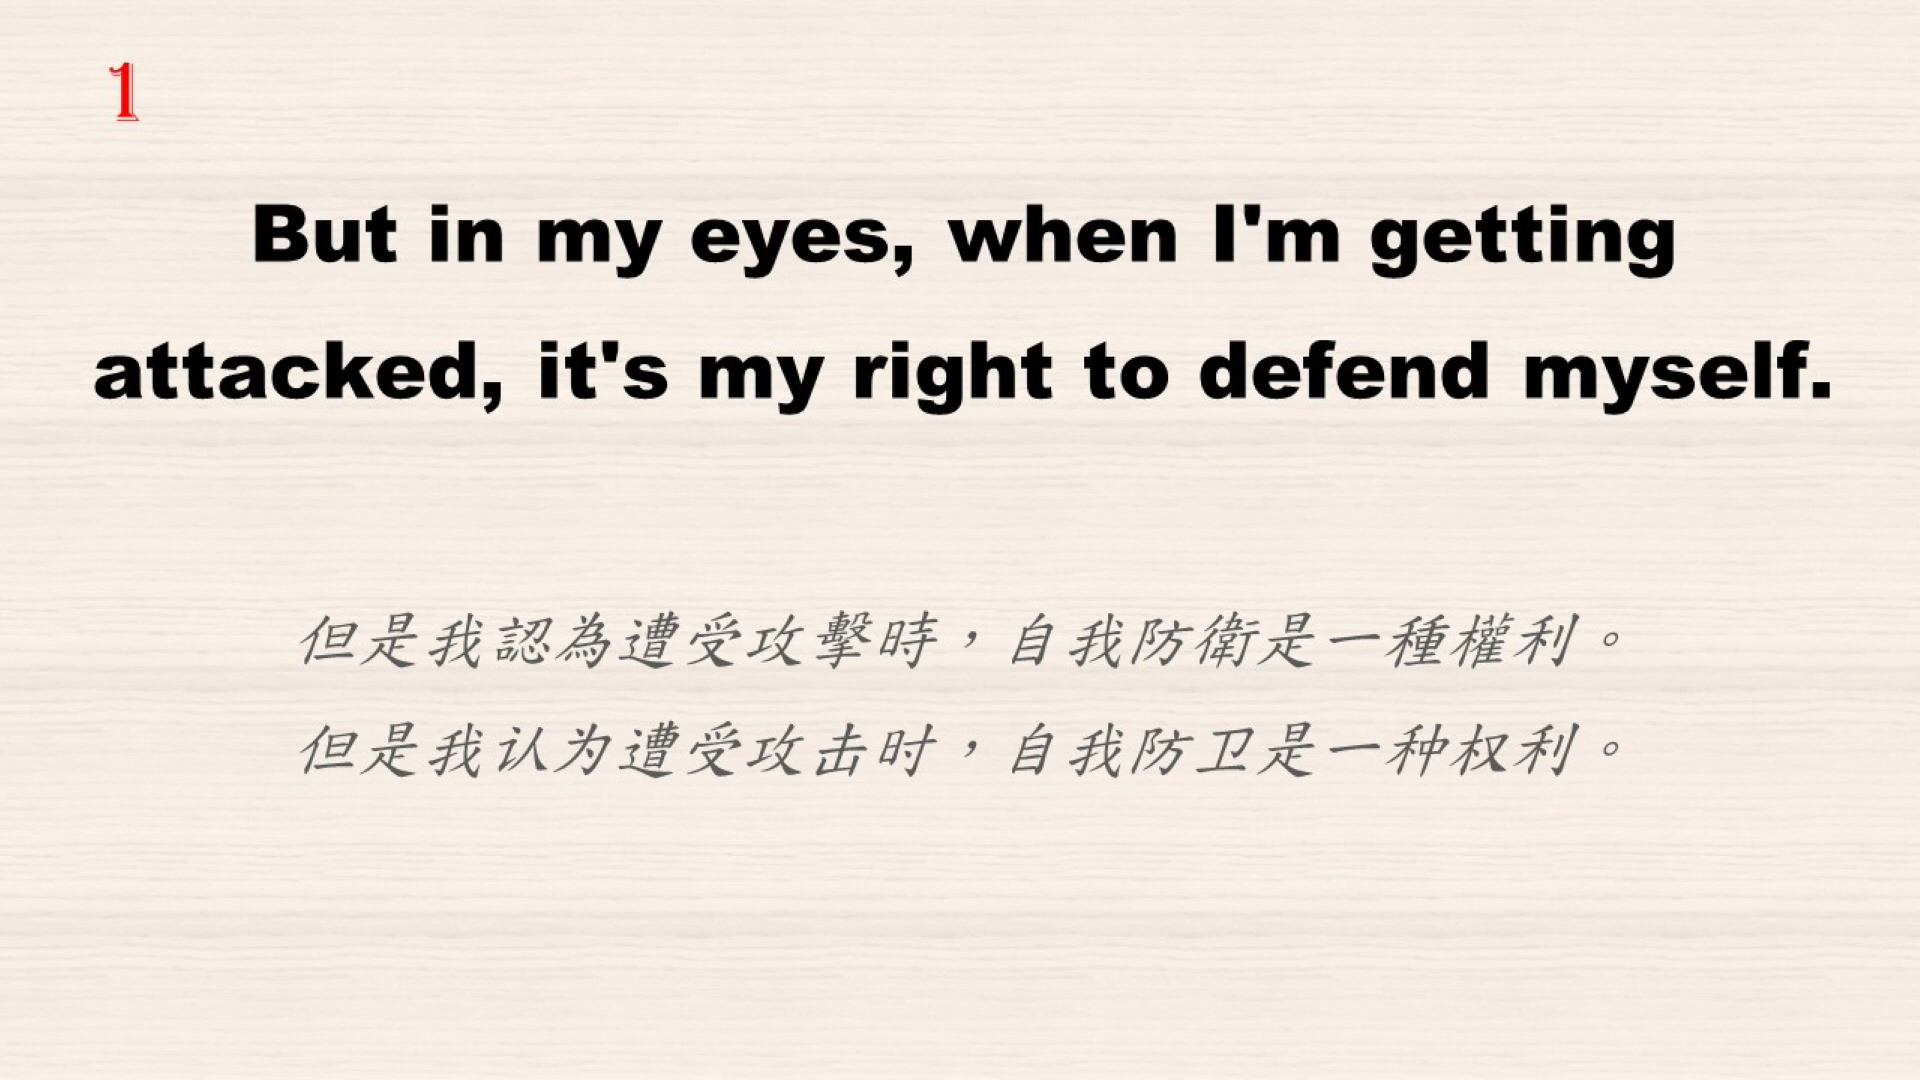 1
But in my eyes, when I'm getting
attacked, it's my right to defend myself.
但是我認為遭受攻擊時，自我防衛是一種權利。
但是我认为遭受攻击时，自我防卫是一种权利。